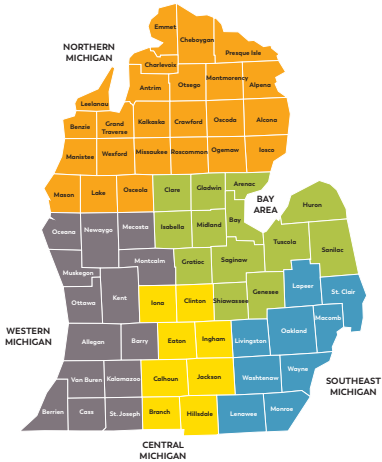 Emmet
Cheboygan
NORTHERN
MICHIGAN
Presque Isle
Charlevoix
Antrim
Otsego
Montmorency
Alpena
Leelanau
Benzie
Grand
Traverse
Kalkaska
Crawford
Oscoda
Alcona
Manistee
Wexford
Missaukee
Roscommon
Ogemaw
Iosco
Mason
Lake
Osceola
Clare
Gladwin
Arenac
BAY
AREA
Huron
Oceana
Newaygo
Mecosta
Isabella
Midland
Bay
Tuscola
Sanilac
Montcalm
Gratiot
Saginaw
Muskegon
Ottawa
Kent
Iona
Clinton
Shiawassee
Genesee
Lapeer
St. Clair
WESTERN
MICHIGAN
Allegan
Barry
Eaton
Ingham
Livingston
Oakland
Macomb
Van Buren
Kalamazoo
Calhoun
Jackson
Washtenaw
Wayne
SOUTHEAST
MICHIGAN
Berrien
Cass
St. Joseph
Branch
Hillsdale
Lenawee
Monroe
CENTRAL
MICHIGAN